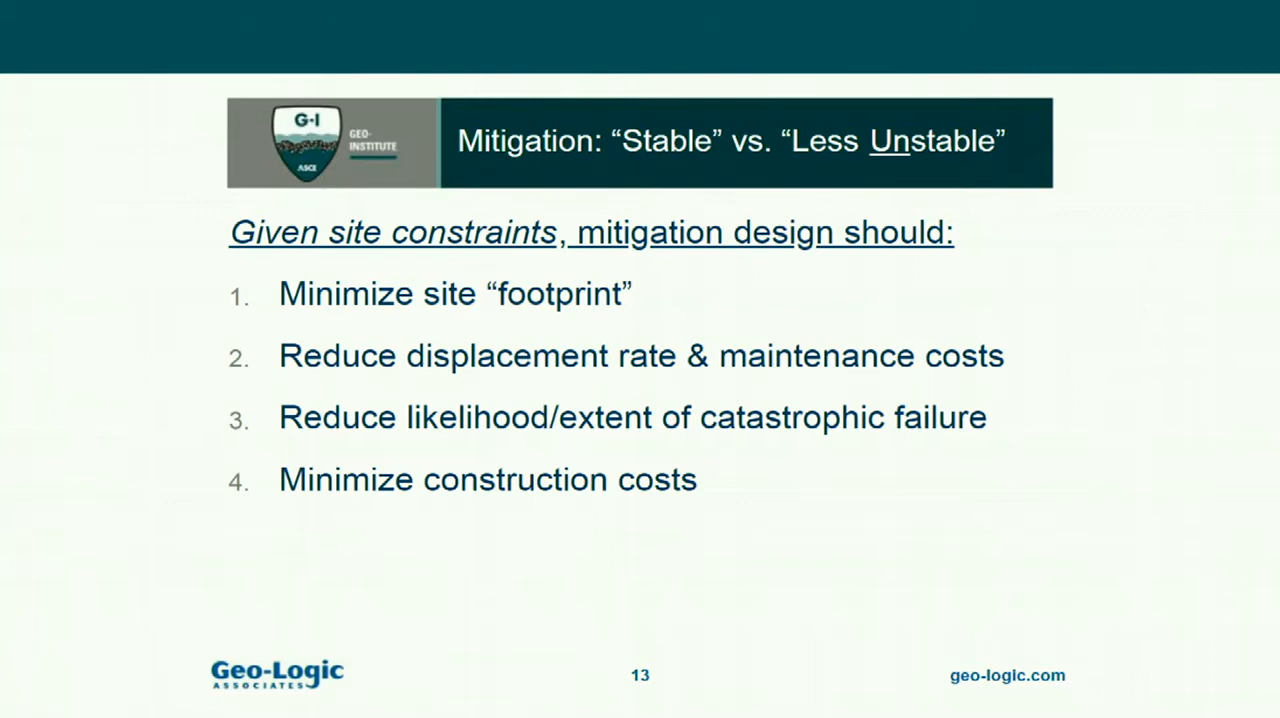 G-I
GEO-
INSTITUTE
ASCE
Mitigation: “Stable” vs. “Less Unstable”
Given site constraints, mitigation design should:
1. Minimize site “footprint”
2. Reduce displacement rate & maintenance costs
3. Reduce likelihood/extent of catastrophic failure
4. Minimize construction costs
Geo-Logic
ASSOCIATES
13
geo-logic.com